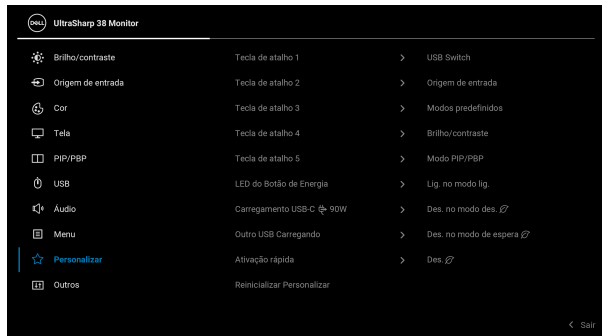 DELL UltraSharp 38 Monitor
Brilho/contraste Tecla de atalho 1 > USB Switch
Origem de entrada Tecla de atalho 2 > Origem de entrada
Cor Tecla de atalho 3 > Modos predefinidos
Tela Tecla de atalho 4 > Brilho/contraste
PIP/PBP Tecla de atalho 5 > Modo PIP/PBP
USB LED do Botão de Energia > Lig. no modo lig.
Áudio Carregamento USB-C 90W > Des. no modo des.
Menu Outro USB Carregando > Des. no modo de espera
Personalizar Ativação rápida > Des.
Outros Reinicializar Personalizar
< Sair